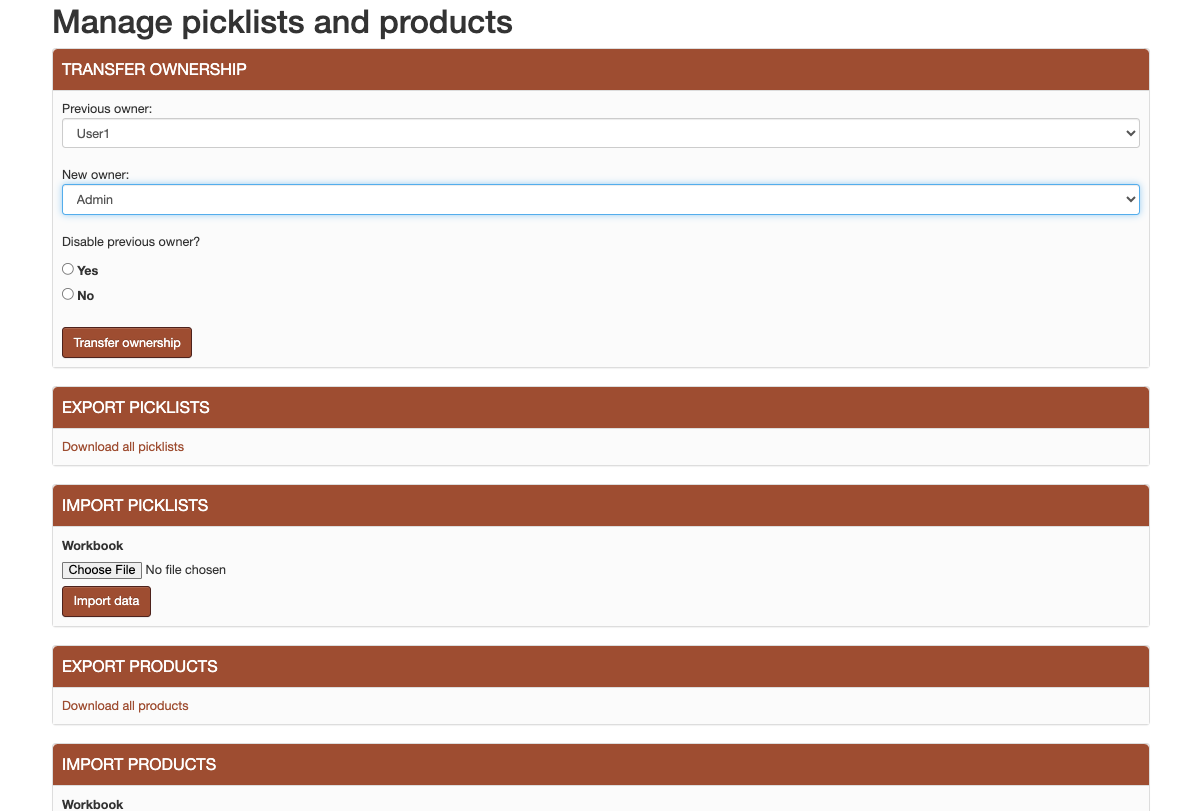 Manage picklists and products
TRANSFER OWNERSHIP
Previous owner:
User1
New owner:
Admin
Disable previous owner?
Yes
No
Transfer ownership
EXPORT PICKLISTS
Download all picklists
IMPORT PICKLISTS
Workbook
Choose File No file chosen
Import data
EXPORT PRODUCTS
Download all products
IMPORT PRODUCTS
Workbook